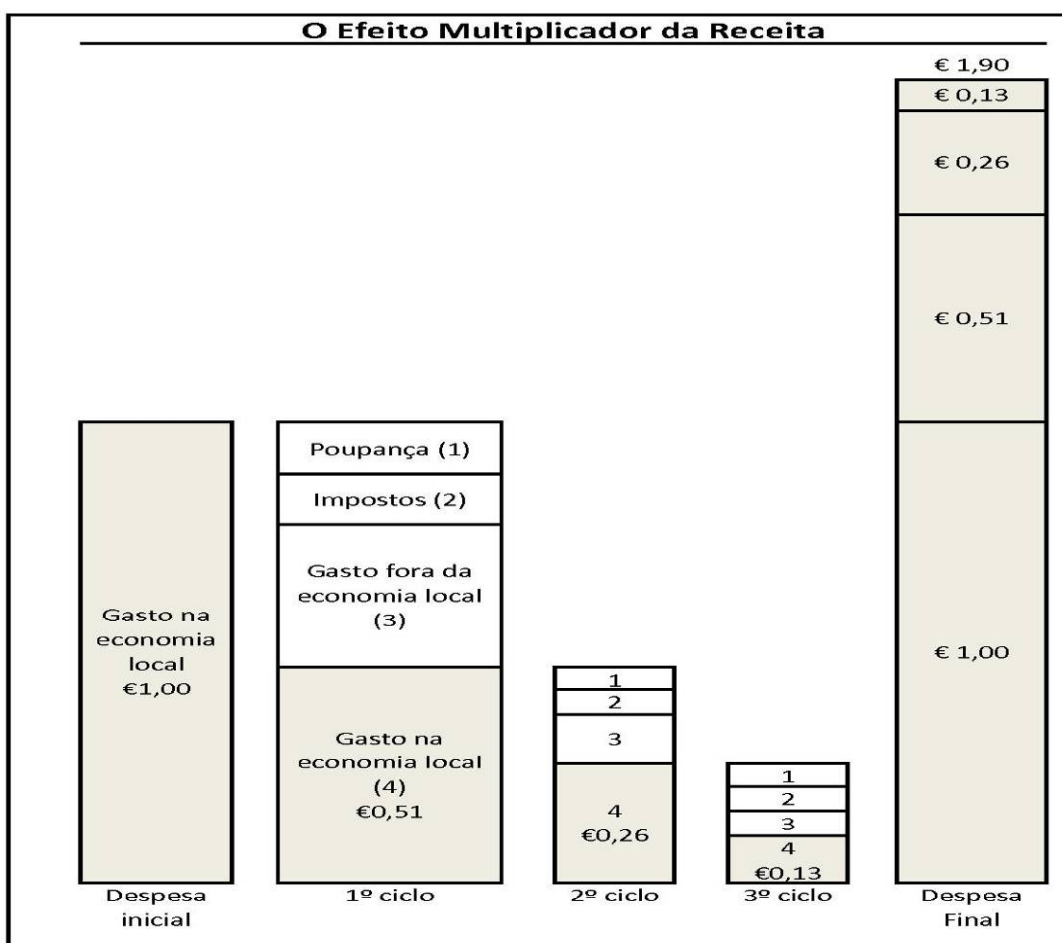 O Efeito Multiplicador da Receita
€ 1,90
€ 0,13
€ 0,26
€ 0,51
€ 1,00
Gasto na
economia
local
€1,00
Poupança (1)
Impostos (2)
Gasto fora da
economia local
(3)
Gasto na
economia local
(4)
€0,51
1
2
3
4
€0,26
1
2
3
4
€0,13
Despesa
inicial
1º ciclo
2º ciclo
3º ciclo
Despesa
Final